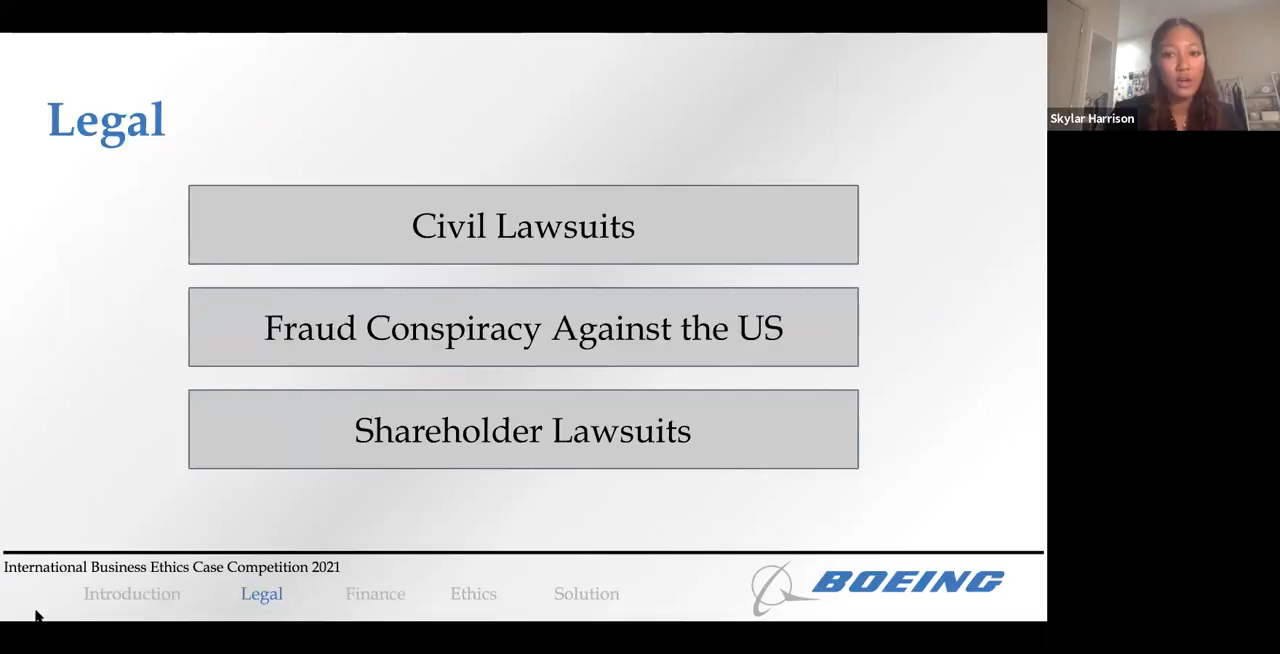 Legal
Civil Lawsuits
Fraud Conspiracy Against the US
Shareholder Lawsuits
International Business Ethics Case Competition 2021
Introduction Legal Finance Ethics Solution
BOEING
Skylar Harrison